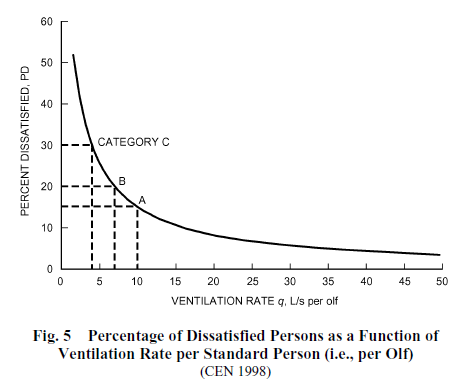 60
50
40
30
20
10
0
PERCENT DISSATISFIED, PD
CATEGORY C
B
A
0 5 10 15 20 25 30 35 40 45 50
VENTILATION RATE q, L/s per olf
Fig. 5 Percentage of Dissatisfied Persons as a Function of
Ventilation Rate per Standard Person (i.e., per Olf)
(CEN 1998)